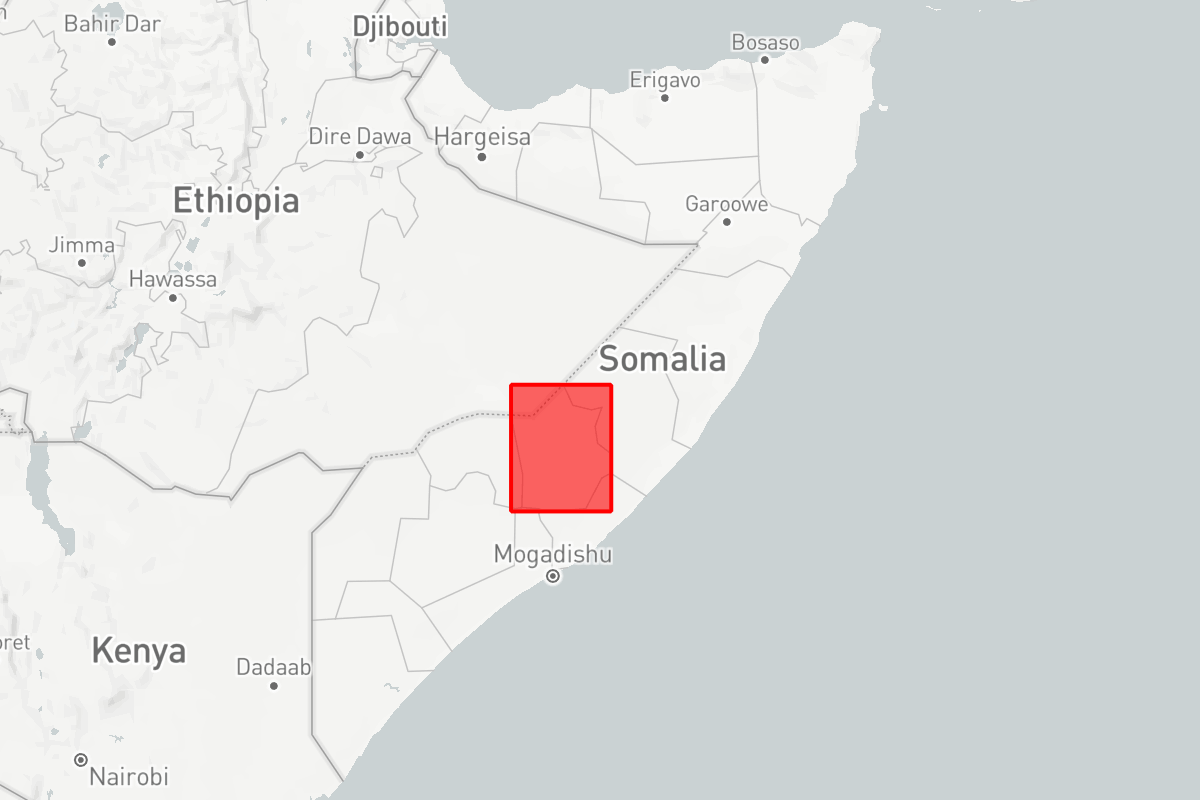 Bahir Dar
Djibouti
Bosaso
Erigavo
Dire Dawa
Hargeisa
Ethiopia
Garoowe
Jimma
Hawassa
Somalia
Mogadishu
Kenya
Dadaab
Nairobi